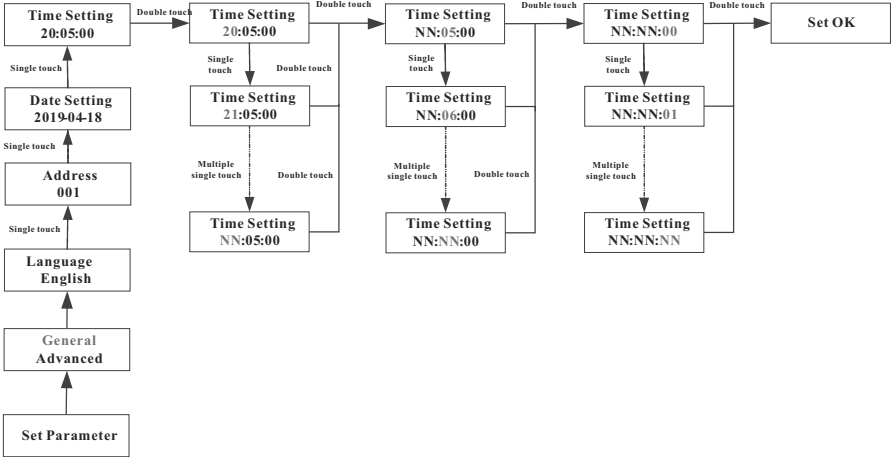 Time Setting
20:05:00
Double touch
Time Setting
20:05:00
Double touch
Time Setting
NN:05:00
Double touch
Time Setting
NN:NN:00
Double touch
Set OK
Single touch
Single
touch
Double touch
Single
touch
Single
touch
Date Setting
2019-04-18
Time Setting
21:05:00
Time Setting
NN:06:00
Time Setting
NN:NN:01
Single touch
Address
001
Multiple
single touch
Double touch
Multiple
single touch
Double touch
Multiple
single touch
Single touch
Time Setting
NN:05:00
Time Setting
NN:NN:00
Time Setting
NN:NN:NN
Language
English
General
Advanced
Set Parameter